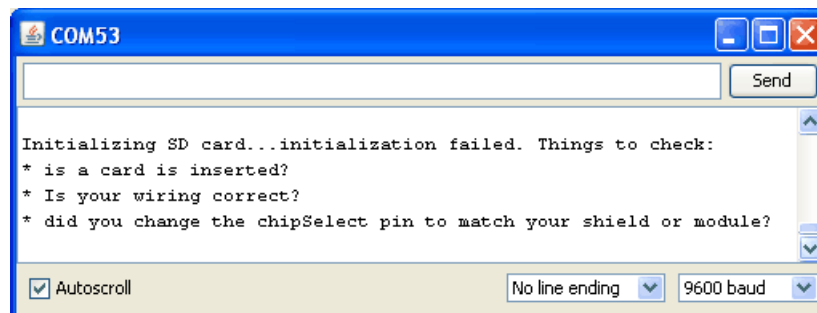 COM53
Send
Initializing SD card...initialization failed. Things to check:
* is a card is inserted?
* Is your wiring correct?
* did you change the chipSelect pin to match your shield or module?
Autoscroll
No line ending
9600 baud